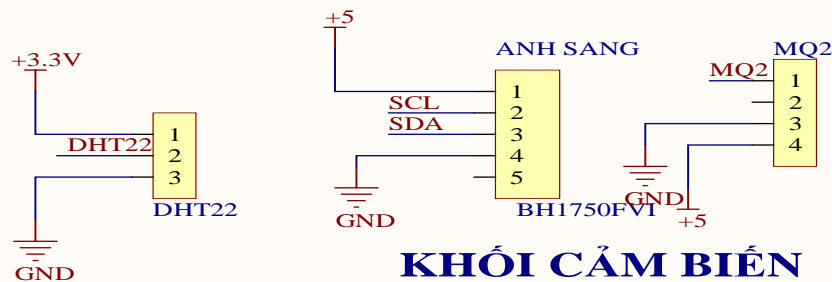 +3.3V
DHT22
1
2
3
DHT22
GND
+5
ANH SANG
SCL
SDA
1
2
3
4
5
GND
BH1750FVI
MQ2
MQ2
1
2
3
4
GND
+5
KHỐI CẢM BIẾN